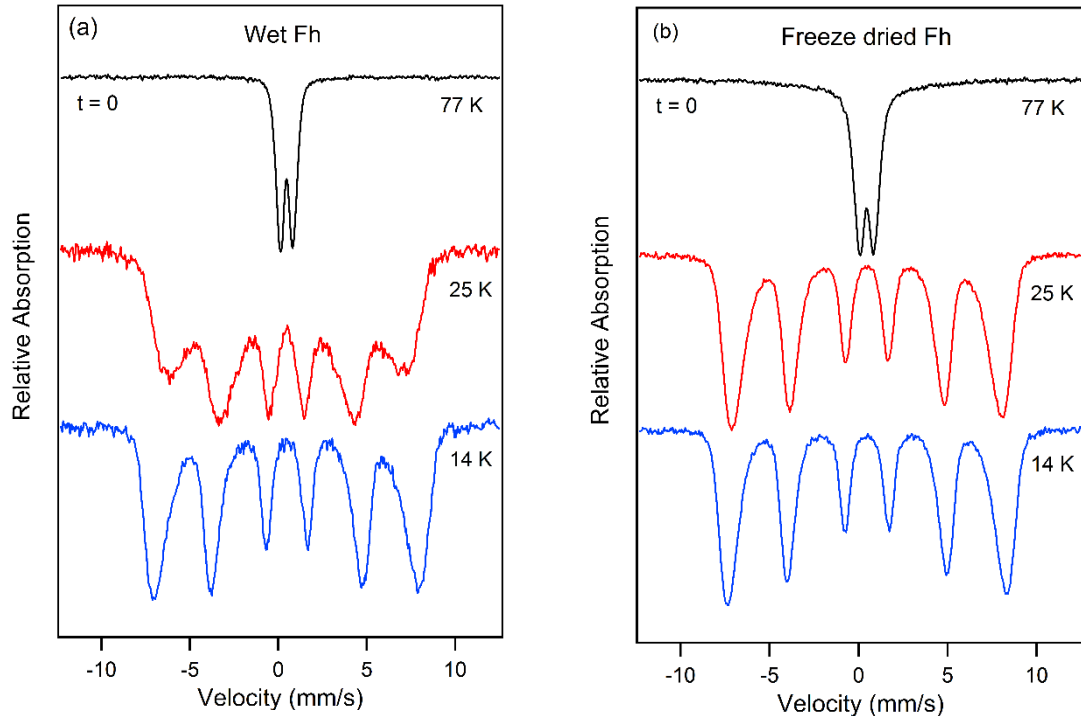 (a)
Wet Fh
t = 0
77 K
25 K
14 K
Relative Absorption
-10 -5 0 5 10
Velocity (mm/s)
(b)
Freeze dried Fh
t = 0
77 K
25 K
14 K
Relative Absorption
-10 -5 0 5 10
Velocity (mm/s)